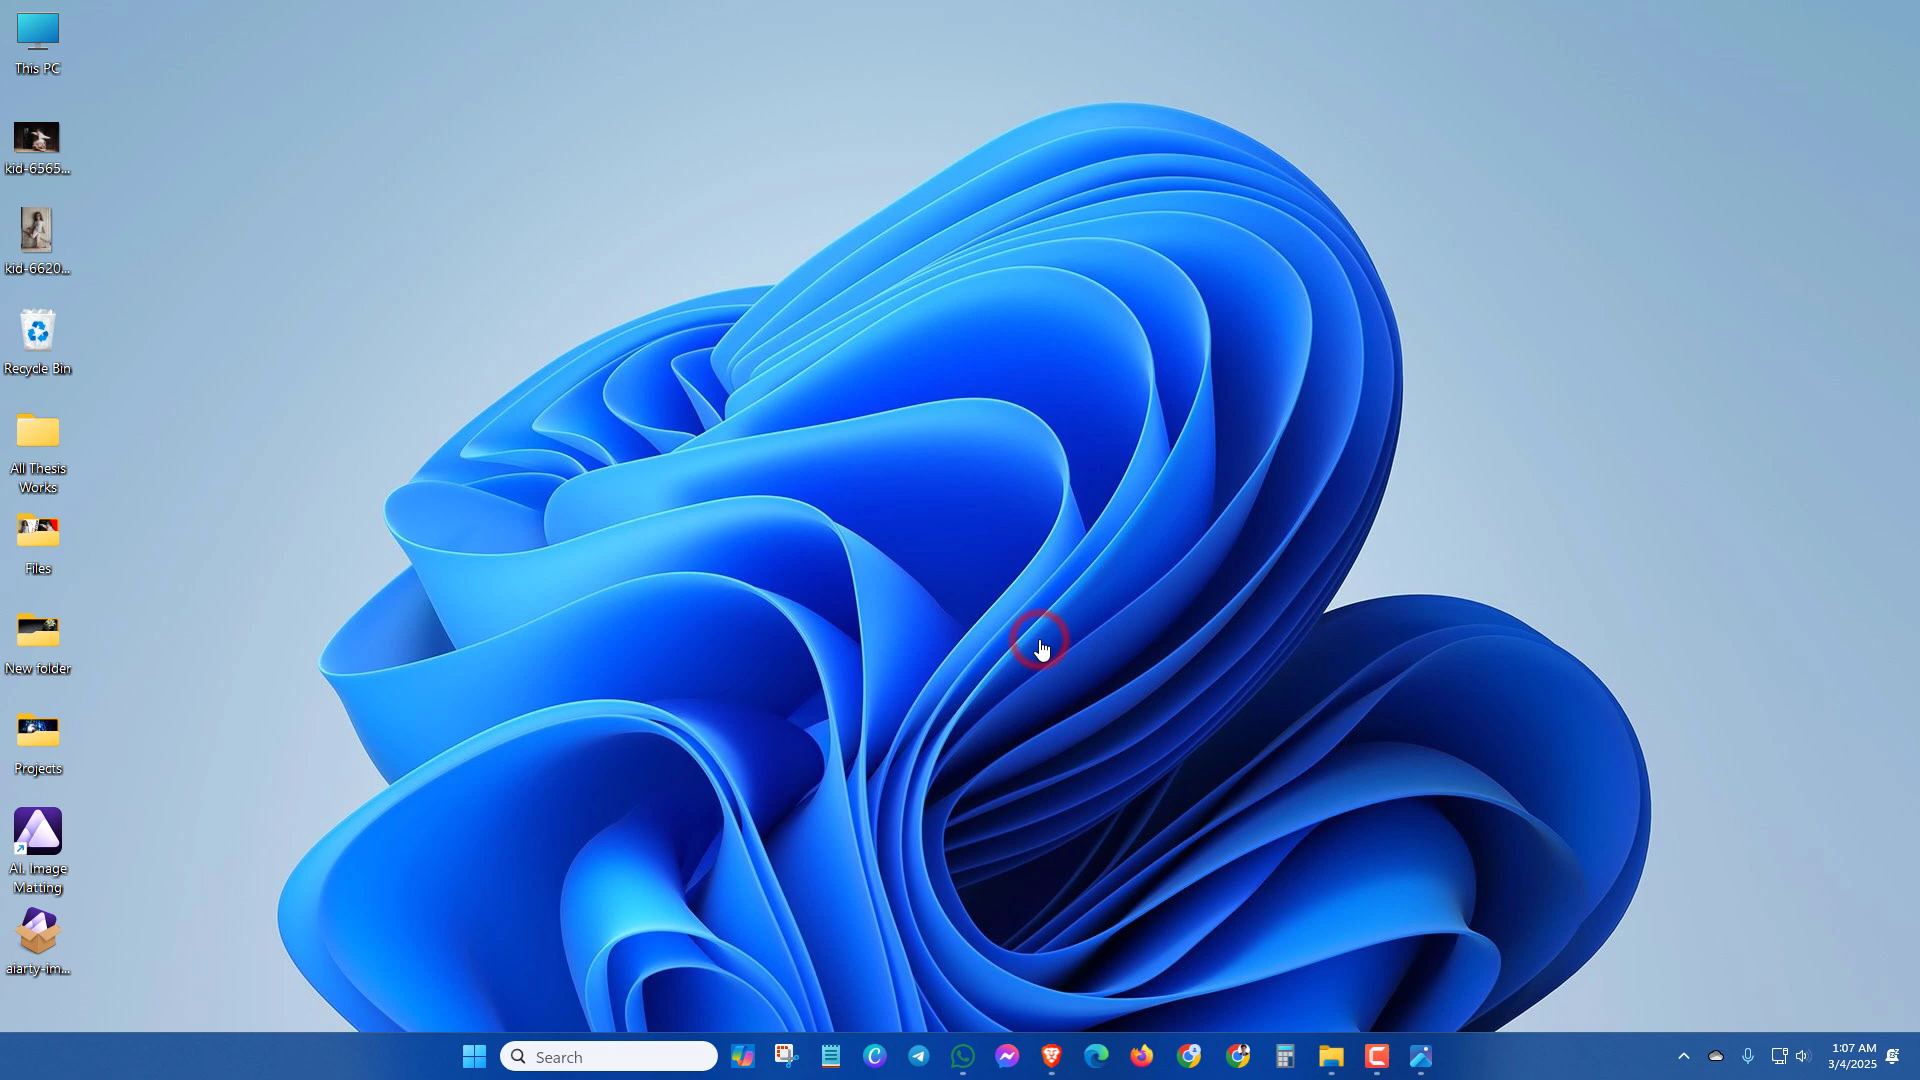 This PC
kid-6565...
kid-6620...
Recycle Bin
All Thesis
Works
Files
New folder
Projects
AI. Image
Matting
aiarty-im...
Search
1:07 AM
3/4/2025